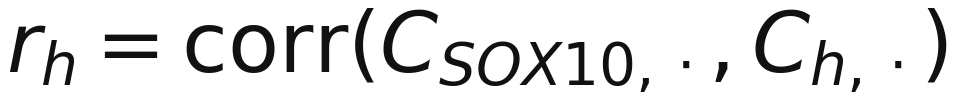 r_h = corr(C_{SOX10, ·}, C_{h, ·})